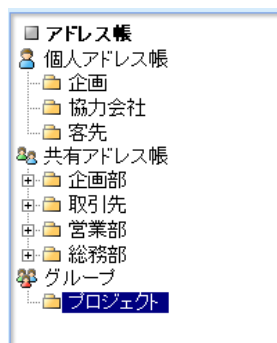 アドレス帳
個人アドレス帳
企画
協力会社
客先
共有アドレス帳
企画部
取引先
営業部
総務部
グループ
プロジェクト